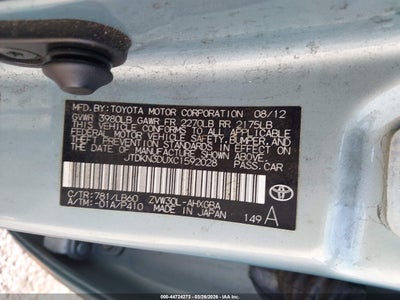 MFD. BY: TOYOTA MOTOR CORPORATION 08/12
GVWR 3980LB GAWR FR 2270LB RR 2175LB
THIS VEHICLE CONFORMS TO ALL APPLICABLE
FEDERAL MOTOR VEHICLE SAFETY, BUMPER, AND
THEFT PREVENTION STANDARDS IN EFFECT ON
THE DATE OF MANUFACTURE SHOWN ABOVE.
JTDKN3DUXC1592028 PASS.CAR
C/TR: 781/LB60 ZVW30L-AHXGBA
A/TM: -01A/P410 MADE IN JAPAN 149 A
TOYOTA
ID: 000-44724273 | 03/26/2026 | IAA, Inc